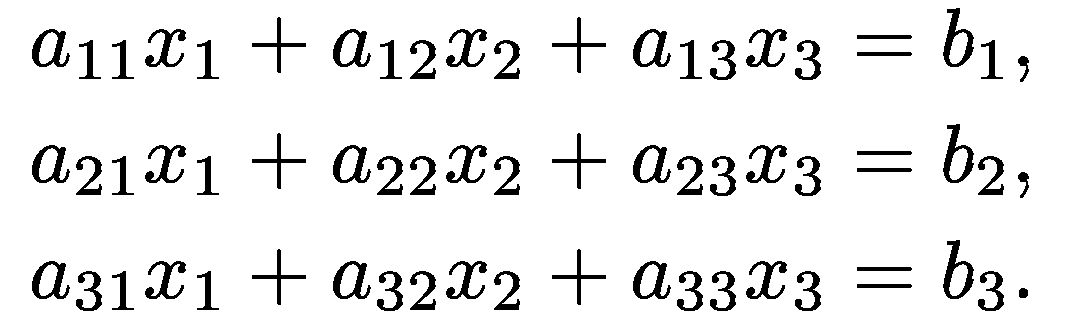 a₁₁x₁ + a₁₂x₂ + a₁₃x₃ = b₁,
a₂₁x₁ + a₂₂x₂ + a₂₃x₃ = b₂,
a₃₁x₁ + a₃₂x₂ + a₃₃x₃ = b₃.